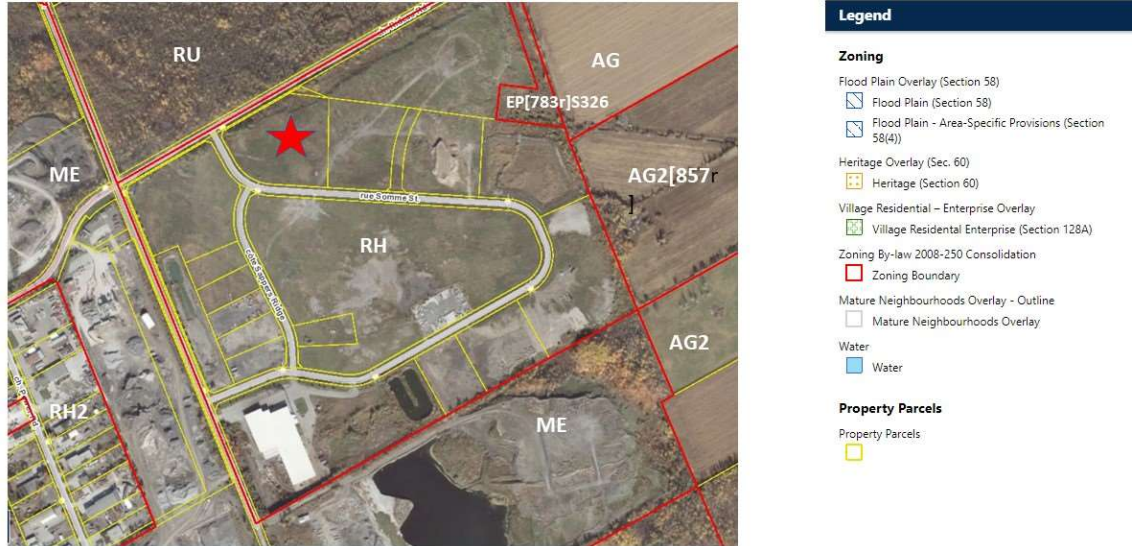 RU
AG
EP[783r]S326
ME
AG2[857r
]
rue Somme St
RH
côte Sappers Ridge
AG2
RH2
ME
Legend
Zoning
Flood Plain Overlay (Section 58)
Flood Plain (Section 58)
Flood Plain - Area-Specific Provisions (Section
58(4))
Heritage Overlay (Sec. 60)
Heritage (Section 60)
Village Residential – Enterprise Overlay
Village Residental Enterprise (Section 128A)
Zoning By-law 2008-250 Consolidation
Zoning Boundary
Mature Neighbourhoods Overlay - Outline
Mature Neighbourhoods Overlay
Water
Water
Property Parcels
Property Parcels